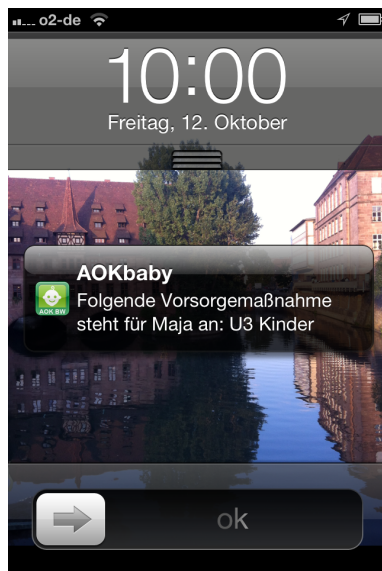 o2-de
10:00
Freitag, 12. Oktober
AOKbaby
AOK BW
Folgende Vorsorgemaßnahme
steht für Maja an: U3 Kinder
ok